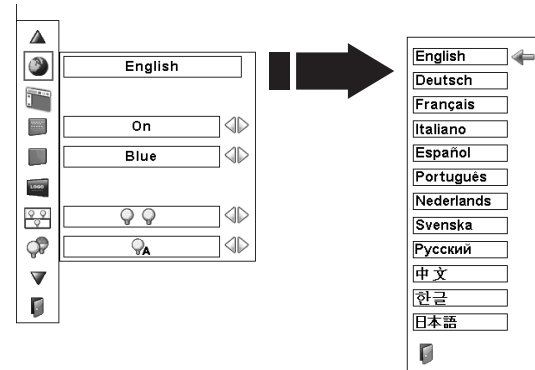 English
On
Blue
LOGO
A
English
Deutsch
Français
Italiano
Español
Português
Nederlands
Svenska
Русский
中文
한글
日本語